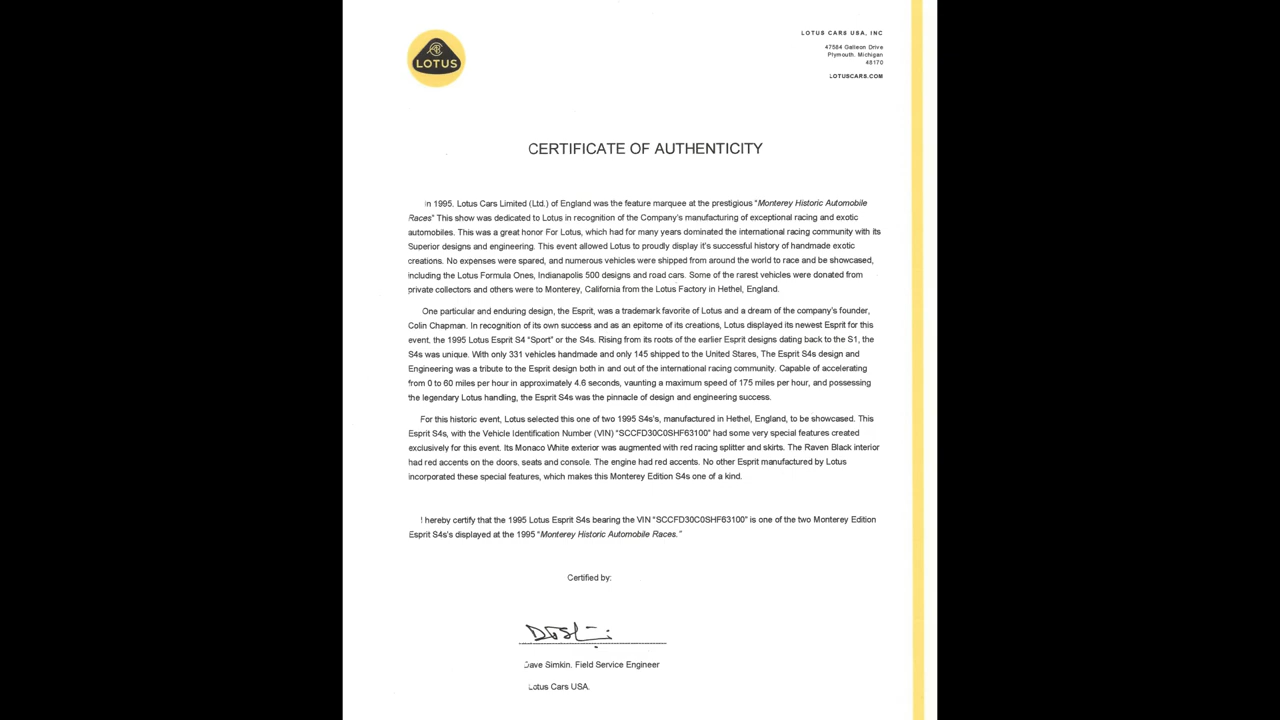 LOTUS
LOTUS CARS USA, INC
47584 Galleon Drive
Plymouth. Michigan
48170
LOTUSCARS.COM
CERTIFICATE OF AUTHENTICITY
In 1995. Lotus Cars Limited (Ltd.) of England was the feature marquee at the prestigious "Monterey Historic Automobile
Races" This show was dedicated to Lotus in recognition of the Company's manufacturing of exceptional racing and exotic
automobiles. This was a great honor For Lotus, which had for many years dominated the international racing community with its
Superior designs and engineering. This event allowed Lotus to proudly display it's successful history of handmade exotic
creations. No expenses were spared, and numerous vehicles were shipped from around the world to race and be showcased,
including the Lotus Formula Ones, Indianapolis 500 designs and road cars. Some of the rarest vehicles were donated from
private collectors and others were to Monterey, California from the Lotus Factory in Hethel, England.
One particular and enduring design, the Esprit, was a trademark favorite of Lotus and a dream of the company's founder,
Colin Chapman. In recognition of its own success and as an epitome of its creations, Lotus displayed its newest Esprit for this
event, the 1995 Lotus Esprit S4 "Sport" or the S4s. Rising from its roots of the earlier Esprit designs dating back to the S1, the
S4s was unique. With only 331 vehicles handmade and only 145 shipped to the United Stares, The Esprit S4s design and
Engineering was a tribute to the Esprit design both in and out of the international racing community. Capable of accelerating
from 0 to 60 miles per hour in approximately 4.6 seconds, vaunting a maximum speed of 175 miles per hour, and possessing
the legendary Lotus handling, the Esprit S4s was the pinnacle of design and engineering success.
For this historic event, Lotus selected this one of two 1995 S4s's, manufactured in Hethel, England, to be showcased. This
Esprit S4s, with the Vehicle Identification Number (VIN) "SCCFD30C0SHF63100" had some very special features created
exclusively for this event. Its Monaco White exterior was augmented with red racing splitter and skirts. The Raven Black interior
had red accents on the doors, seats and console. The engine had red accents. No other Esprit manufactured by Lotus
incorporated these special features, which makes this Monterey Edition S4s one of a kind.
I hereby certify that the 1995 Lotus Esprit S4s bearing the VIN "SCCFD30C0SHF63100" is one of the two Monterey Edition
Esprit S4s's displayed at the 1995 "Monterey Historic Automobile Races."
Certified by:
Dave Simkin. Field Service Engineer
Lotus Cars USA.